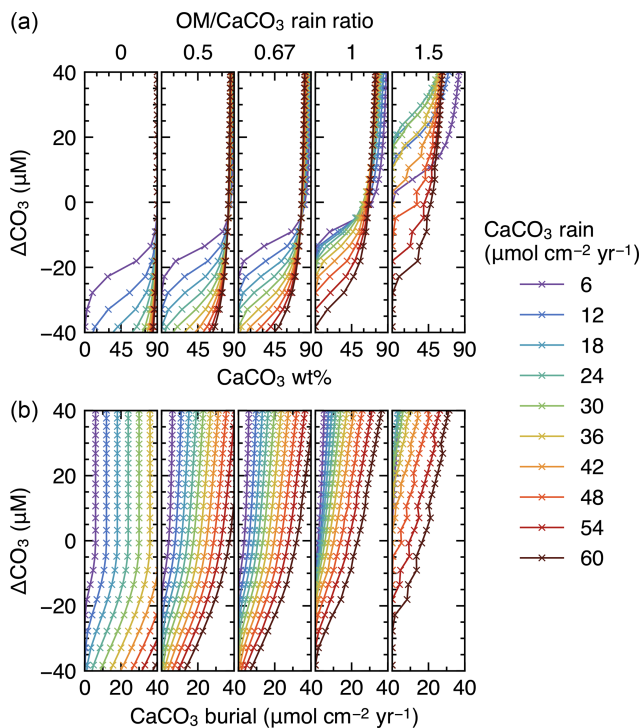 (a)
OM/CaCO₃ rain ratio
0 0.5 0.67 1 1.5
40
20
0
−20
−40
ΔCO₃ (μM)
0 45 90 45 90 45 90 45 90 45 90
CaCO₃ wt%
CaCO₃ rain
(μmol cm⁻² yr⁻¹)
6
12
18
24
30
36
42
48
54
60
(b)
40
20
0
−20
−40
ΔCO₃ (μM)
0 20 40 20 40 20 40 20 40 20 40
CaCO₃ burial (μmol cm⁻² yr⁻¹)